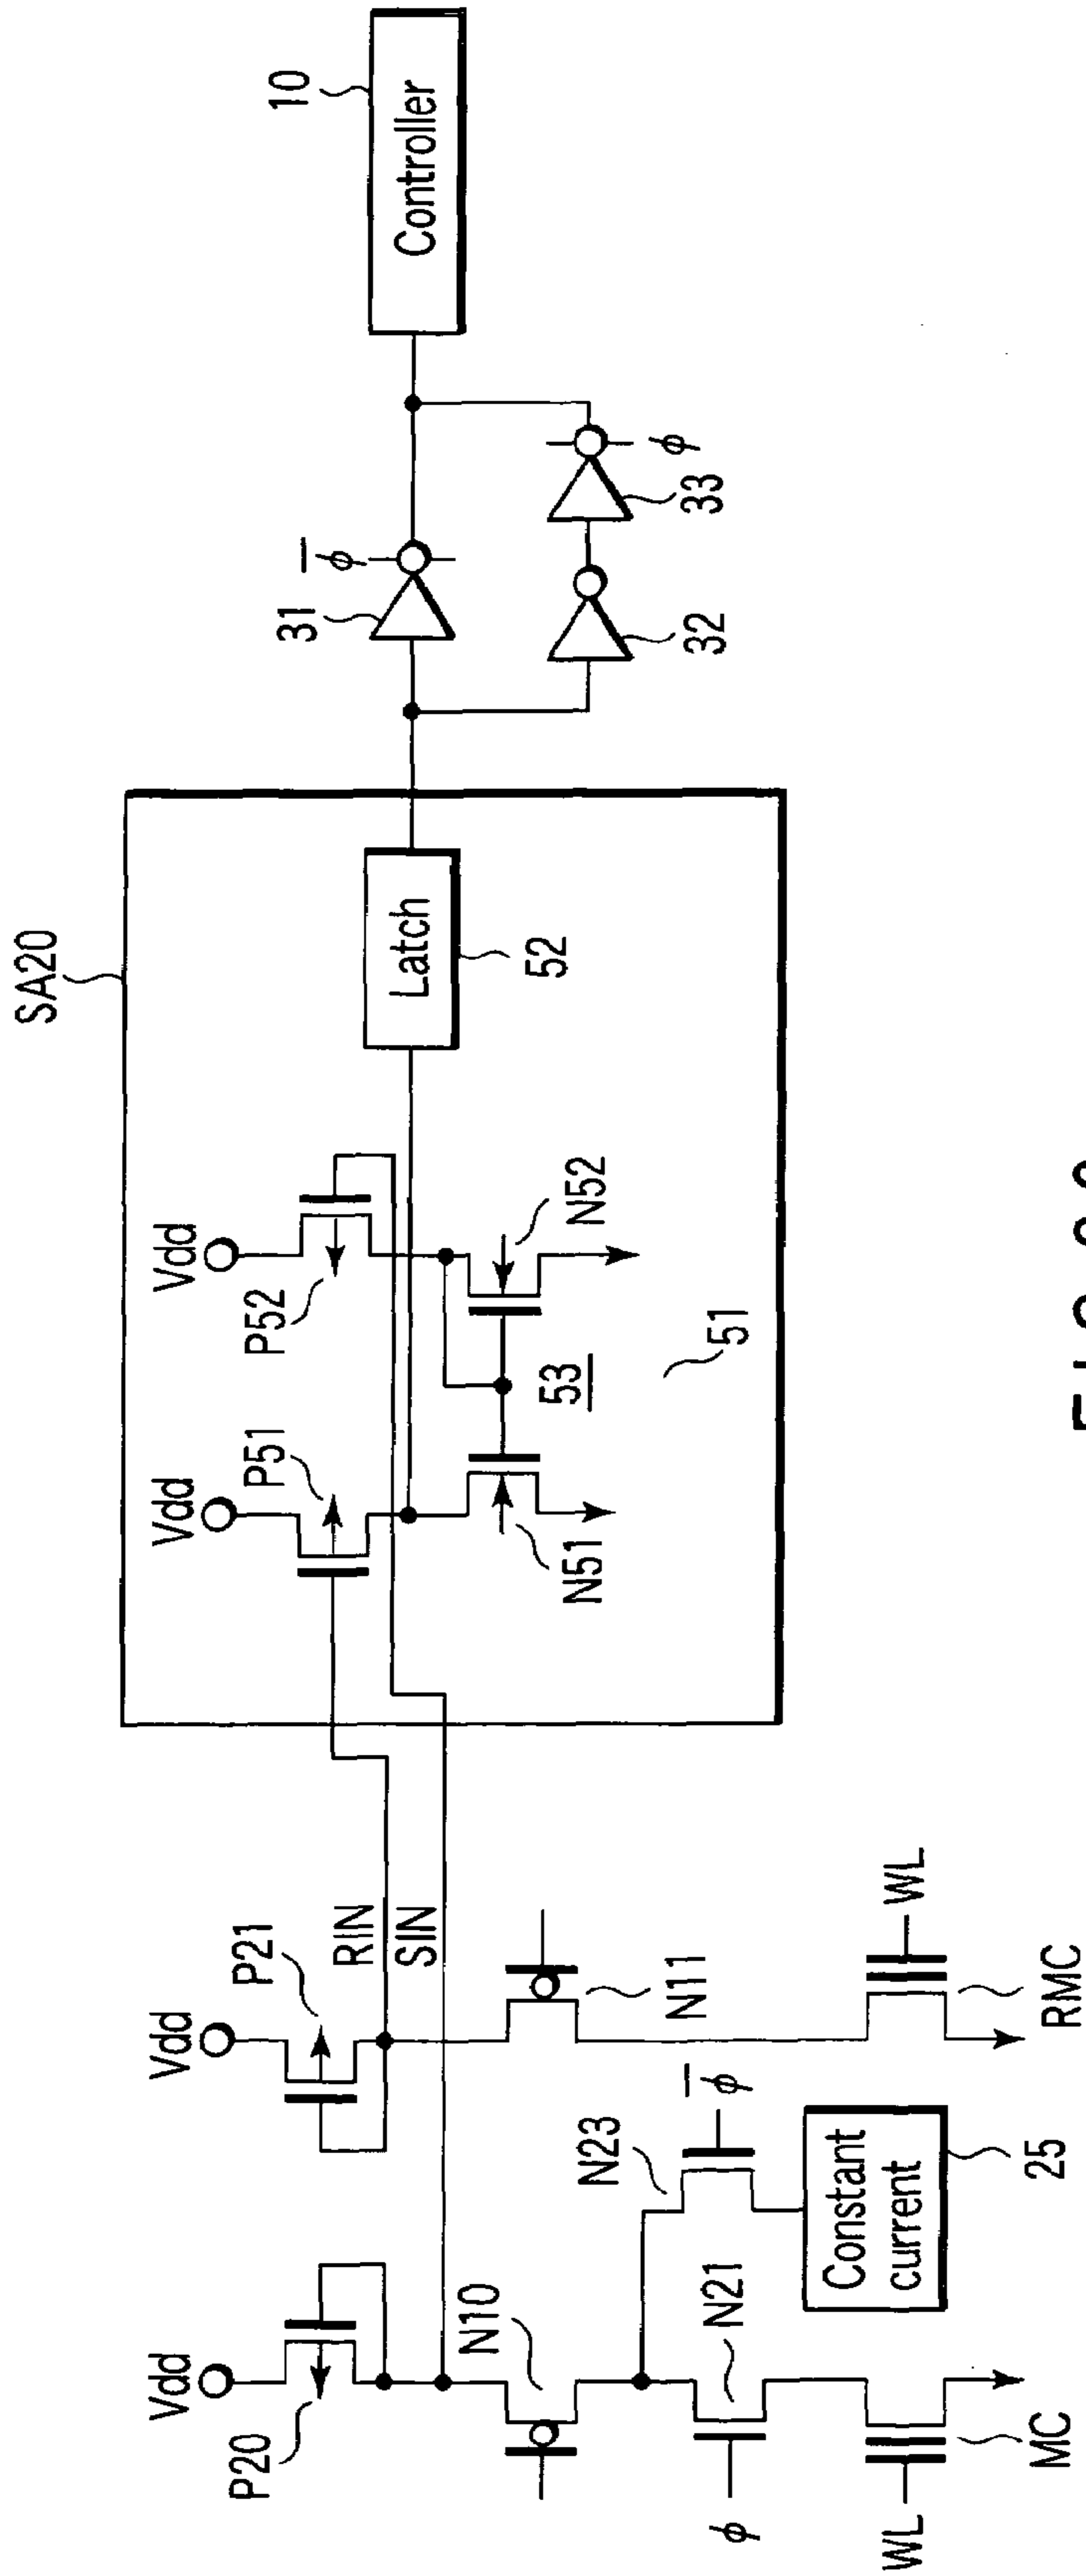 SA20
10
Controller
Vdd
Vdd
Vdd
Vdd
P20
P21
P51
P52
RIN
SIN
Latch
52
31
φ̅
32
33
φ
N10
N11
N51
53
N52
51
N23
φ̅
N21
φ
Constant
current
25
WL
MC
WL
RMC